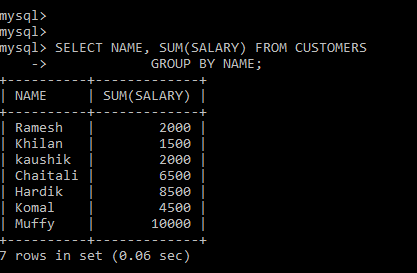 mysql>
mysql>
mysql> SELECT NAME, SUM(SALARY) FROM CUSTOMERS
    ->             GROUP BY NAME;
+----------+-------------+
| NAME     | SUM(SALARY) |
+----------+-------------+
| Ramesh   |        2000 |
| Khilan   |        1500 |
| kaushik  |        2000 |
| Chaitali |        6500 |
| Hardik   |        8500 |
| Komal    |        4500 |
| Muffy    |       10000 |
+----------+-------------+
7 rows in set (0.06 sec)